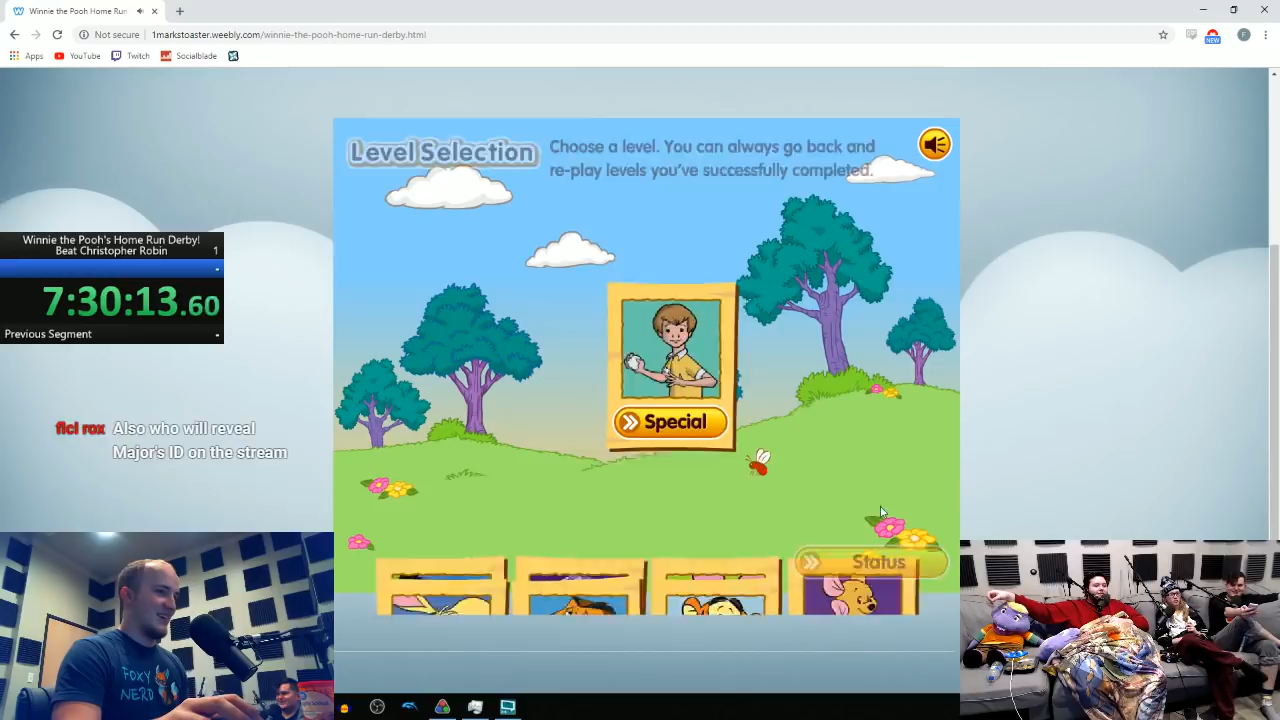 Winnie the Pooh Home Run
Not secure
1markstoaster.weebly.com/winnie-the-pooh-home-run-derby.html
NEW
F
Apps
YouTube
Twitch
Socialblade
Level Selection
Choose a level. You can always go back and
re-play levels you've successfully completed.
Winnie the Pooh's Home Run Derby!
Beat Christopher Robin
1
-
7:30:13.60
Previous Segment
-
Special
ficl rox Also who will reveal
Major's ID on the stream
Status
FOXY
NERD